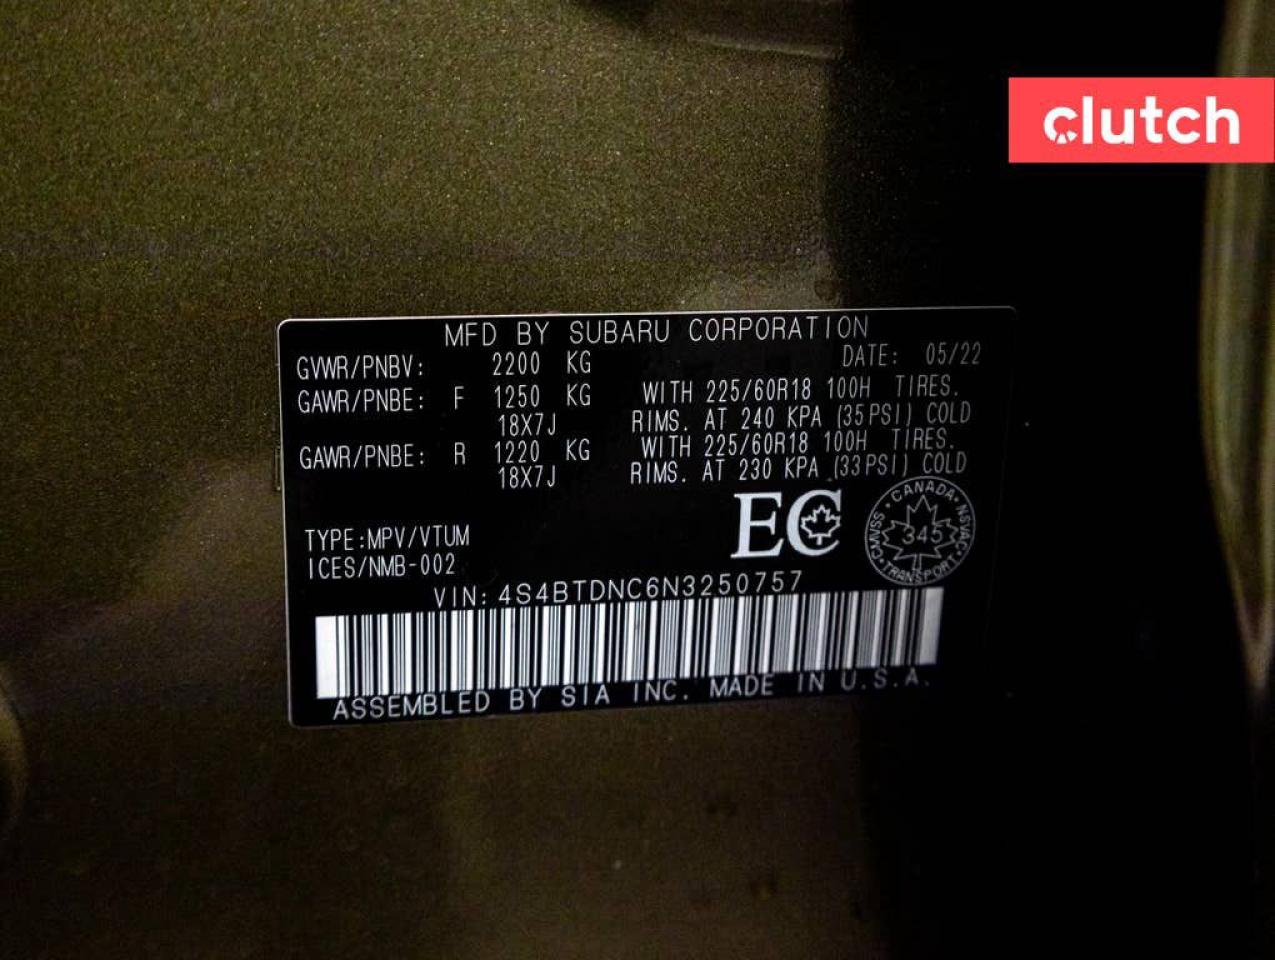 clutch
MFD BY SUBARU CORPORATION
GVWR/PNBV: 2200 KG DATE: 05/22
GAWR/PNBE: F 1250 KG WITH 225/60R18 100H TIRES.
18X7J RIMS. AT 240 KPA (35PSI) COLD
GAWR/PNBE: R 1220 KG WITH 225/60R18 100H TIRES.
18X7J RIMS. AT 230 KPA (33PSI) COLD
EC
CANADA · NSVAC · TRANSPORT · CMVSS ·
345
TYPE:MPV/VTUM
ICES/NMB-002
VIN: 4S4BTDNC6N3250757
ASSEMBLED BY SIA INC. MADE IN U.S.A.